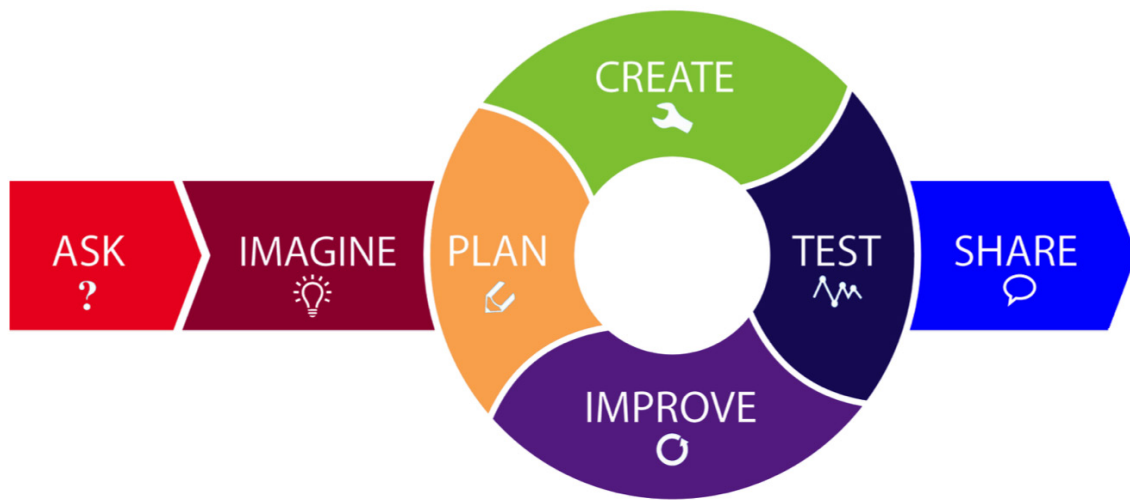 ASK
?
IMAGINE
PLAN
CREATE
TEST
IMPROVE
SHARE